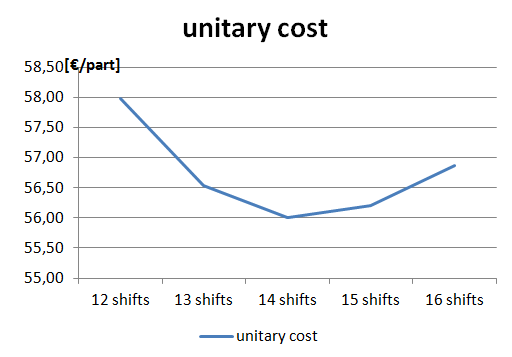 unitary cost
58,50 [€/part]
58,00
57,50
57,00
56,50
56,00
55,50
55,00
12 shifts 13 shifts 14 shifts 15 shifts 16 shifts
unitary cost